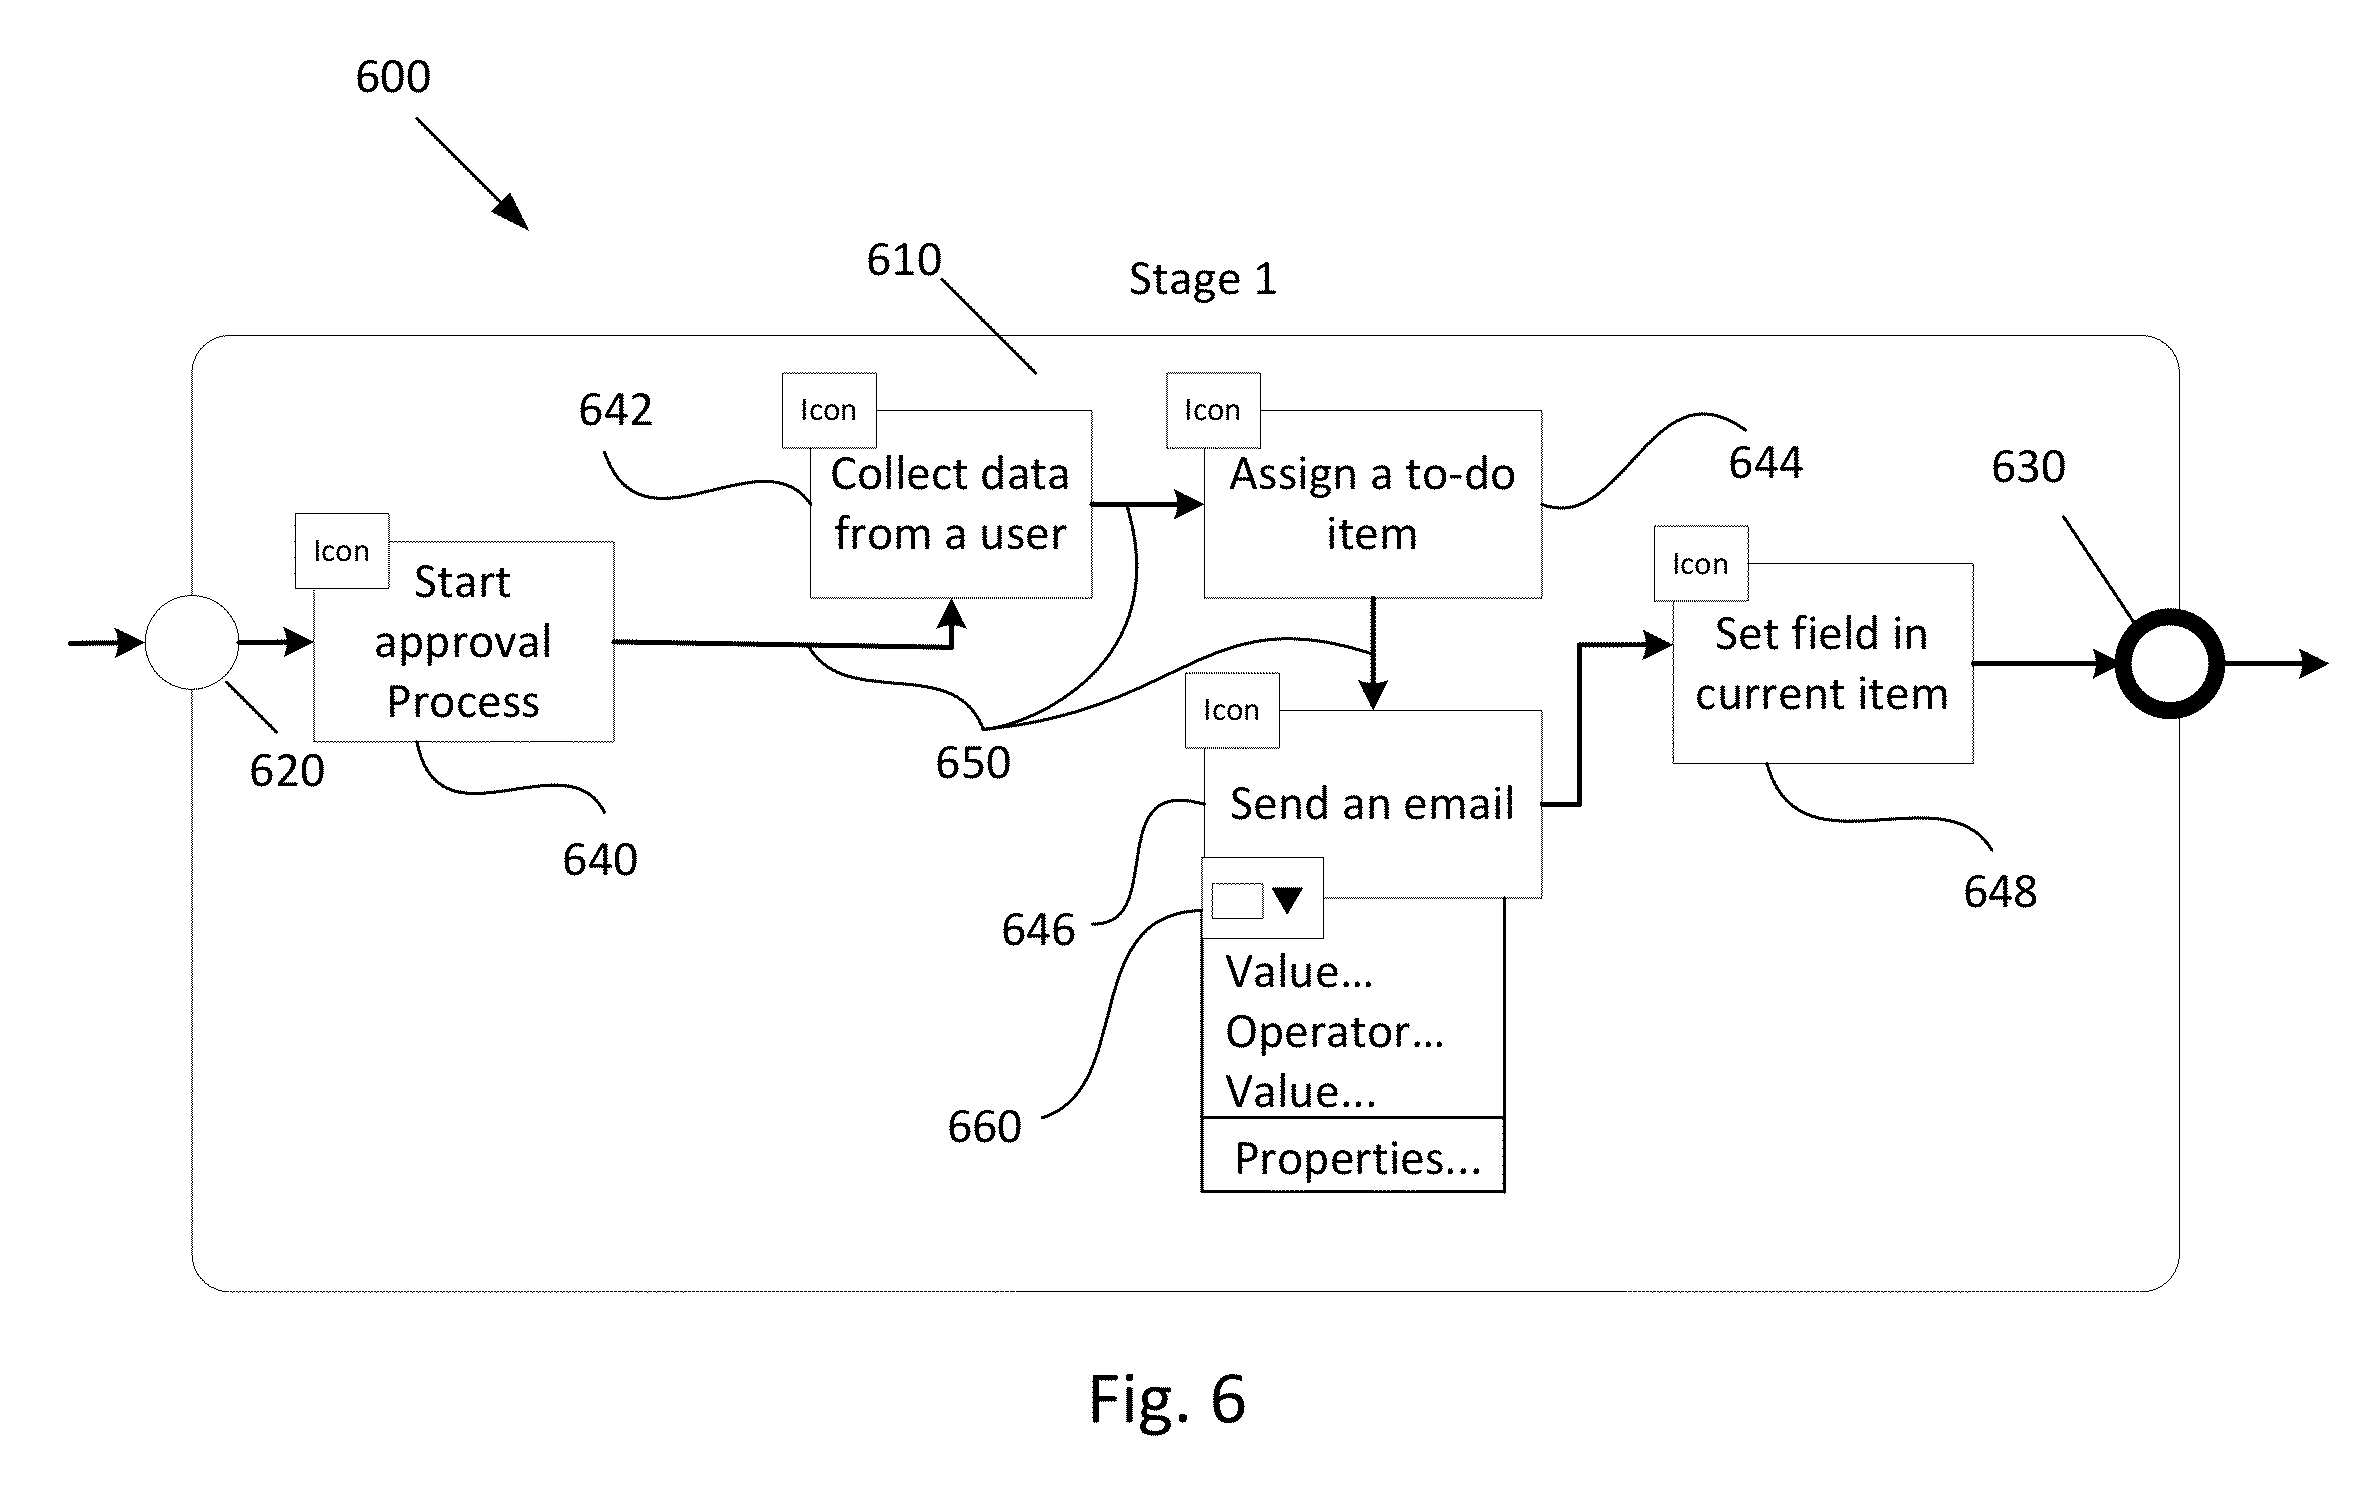 600
610
Stage 1
642
Icon
Collect data
from a user
Icon
Assign a to-do
item
644
630
Icon
Start
approval
Process
Icon
Set field in
current item
620
640
650
Icon
Send an email
646
648
660
Value...
Operator...
Value...
Properties...
Fig. 6